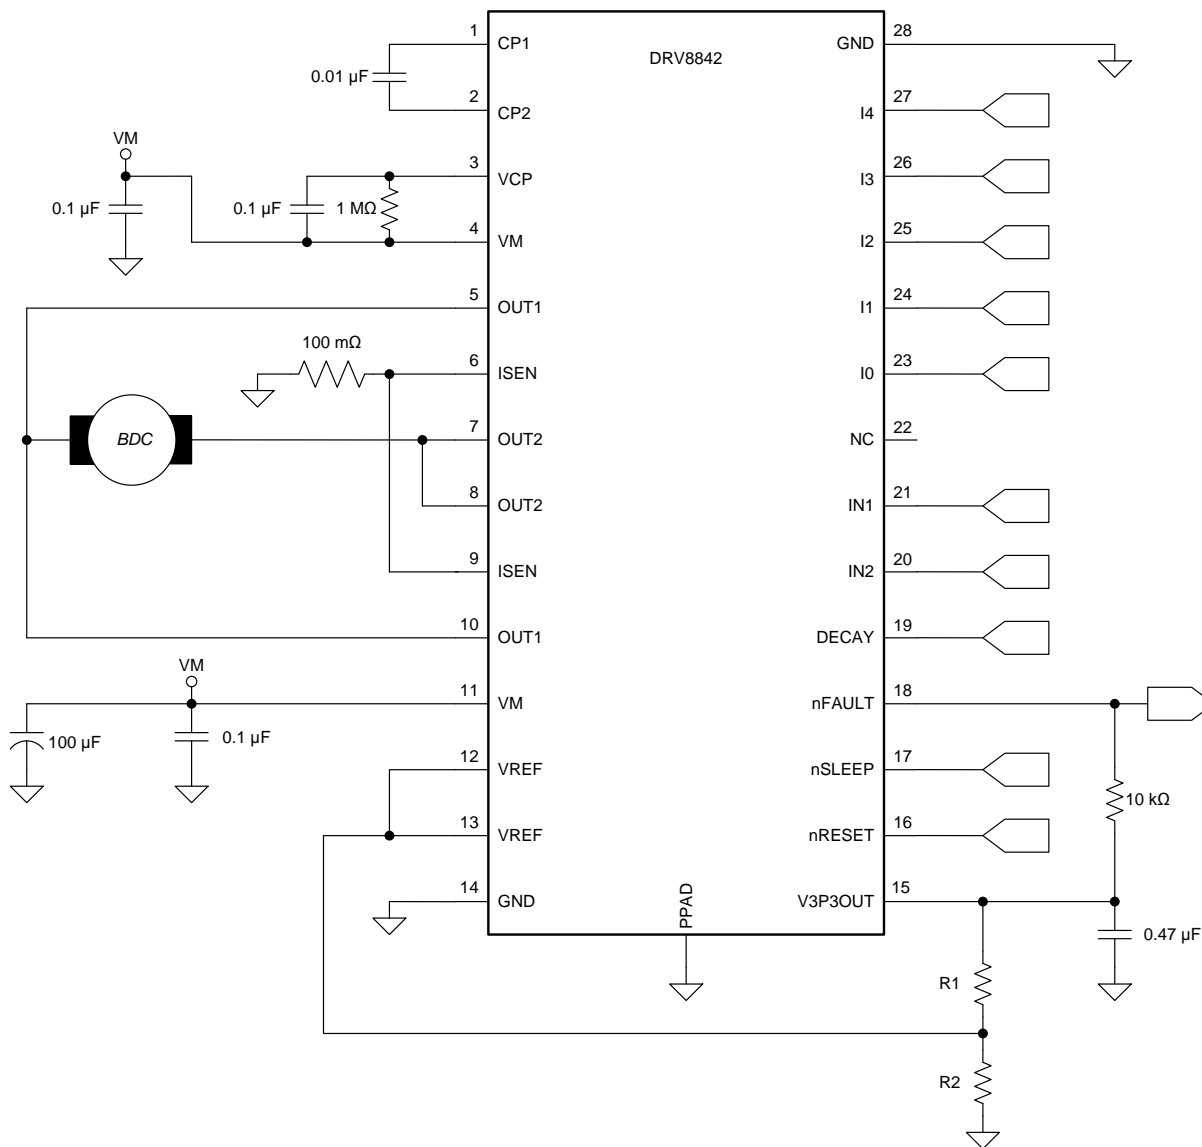 DRV8842
1
CP1
0.01 µF
2
CP2
VM
3
VCP
0.1 µF
0.1 µF
1 MΩ
4
VM
5
OUT1
100 mΩ
6
ISEN
BDC
7
OUT2
8
OUT2
9
ISEN
10
OUT1
VM
11
VM
100 µF
0.1 µF
12
VREF
13
VREF
14
GND
PPAD
28
GND
27
I4
26
I3
25
I2
24
I1
23
I0
22
NC
21
IN1
20
IN2
19
DECAY
18
nFAULT
17
nSLEEP
10 kΩ
16
nRESET
15
V3P3OUT
0.47 µF
R1
R2